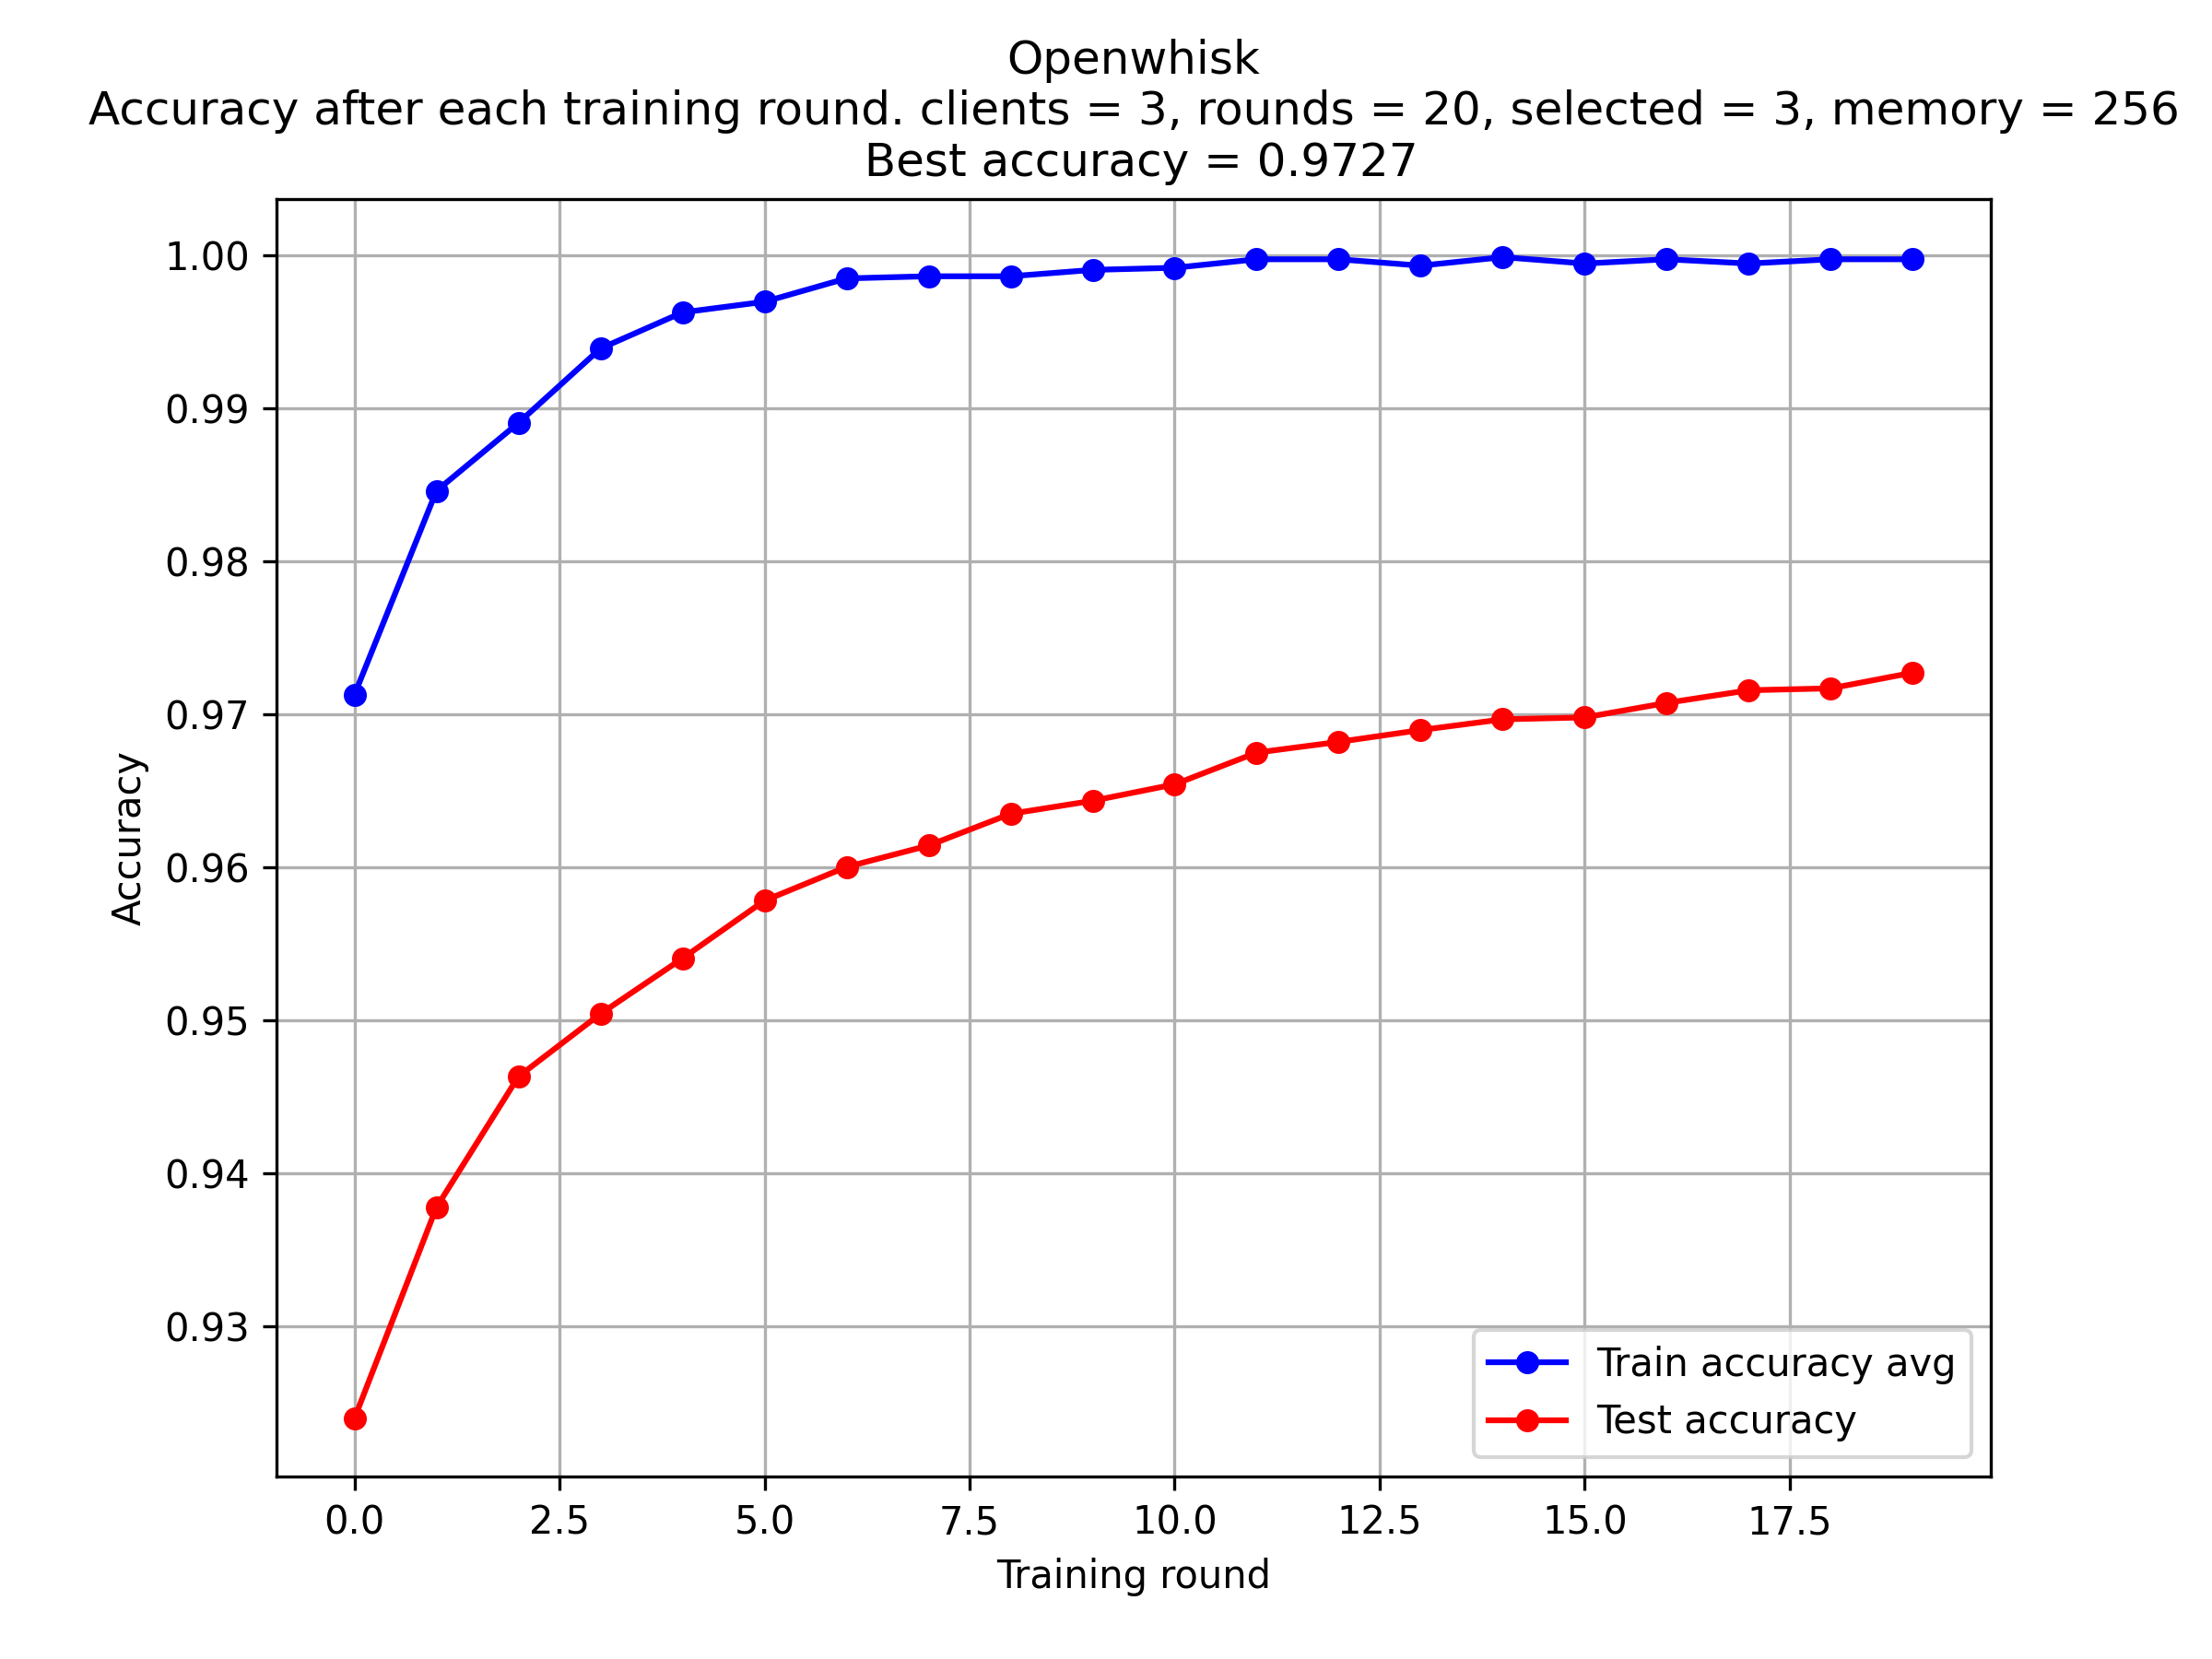 Openwhisk
Accuracy after each training round. clients = 3, rounds = 20, selected = 3, memory = 256
Best accuracy = 0.9727
1.00
0.99
0.98
0.97
0.96
0.95
0.94
0.93
Accuracy
Train accuracy avg
Test accuracy
0.0 2.5 5.0 7.5 10.0 12.5 15.0 17.5
Training round